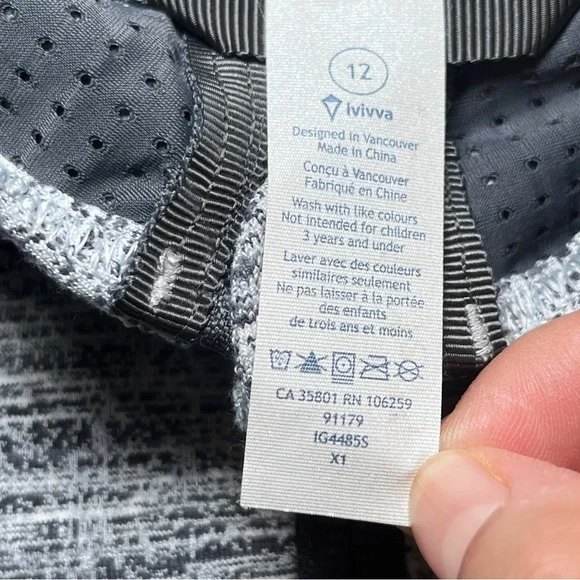 12
Ivivva
Designed in Vancouver
Made in China
Conçu à Vancouver
Fabriqué en Chine
Wash with like colours
Not intended for children
3 years and under
Laver avec des couleurs
similaires seulement
Ne pas laisser à la portée
des enfants
de trois ans et moins
CA 35801 RN 106259
91179
IG4485S
X1